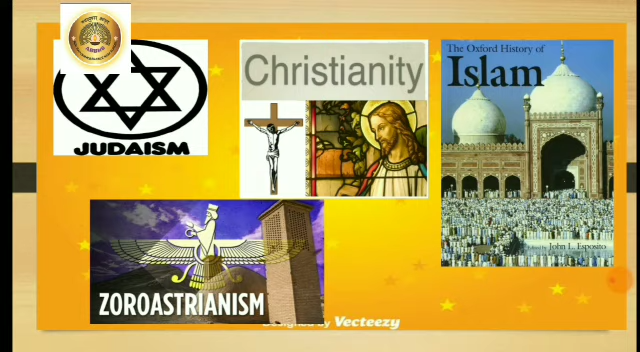 JUDAISM
Christianity
The Oxford History of
Islam
John L. Esposito
ZOROASTRIANISM
Designed by Vecteezy